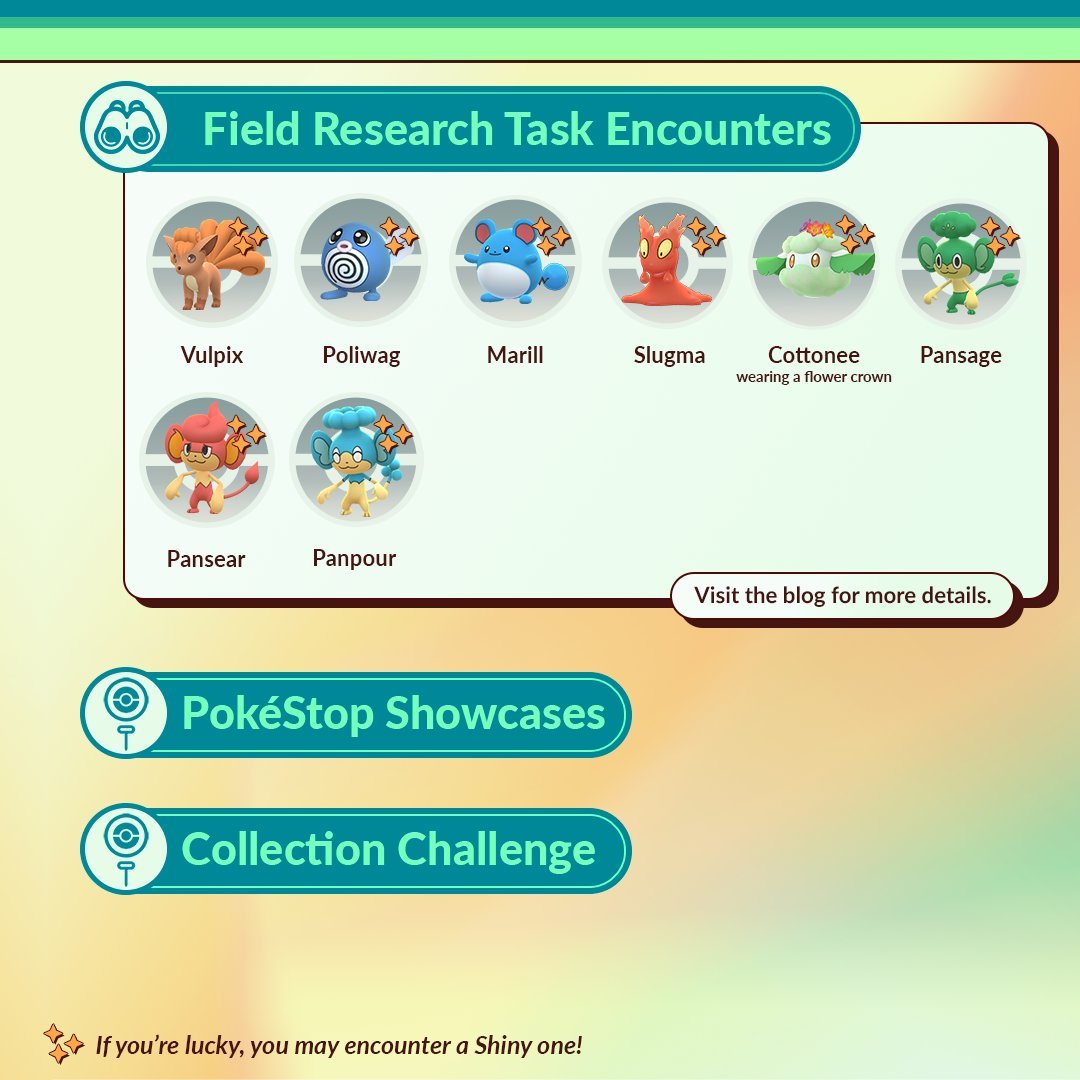 Field Research Task Encounters
Vulpix
Poliwag
Marill
Slugma
Cottonee
wearing a flower crown
Pansage
Pansear
Panpour
Visit the blog for more details.
PokéStop Showcases
Collection Challenge
If you're lucky, you may encounter a Shiny one!